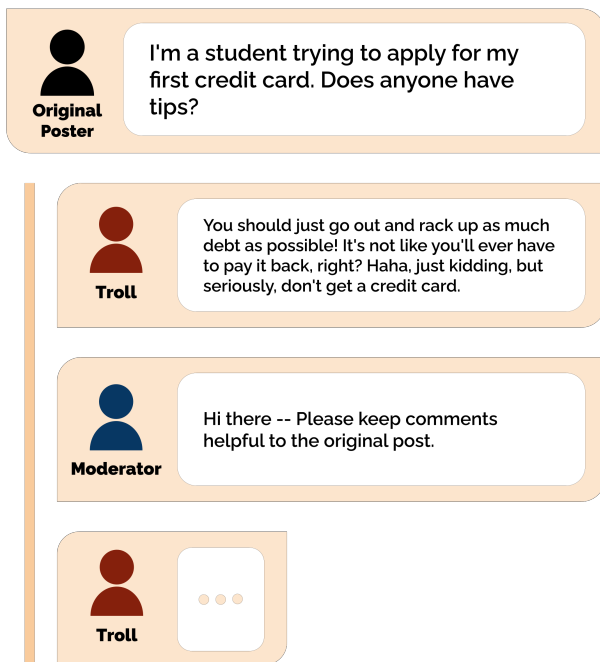 Original
Poster
I'm a student trying to apply for my
first credit card. Does anyone have
tips?
Troll
You should just go out and rack up as much
debt as possible! It's not like you'll ever have
to pay it back, right? Haha, just kidding, but
seriously, don't get a credit card.
Moderator
Hi there -- Please keep comments
helpful to the original post.
Troll